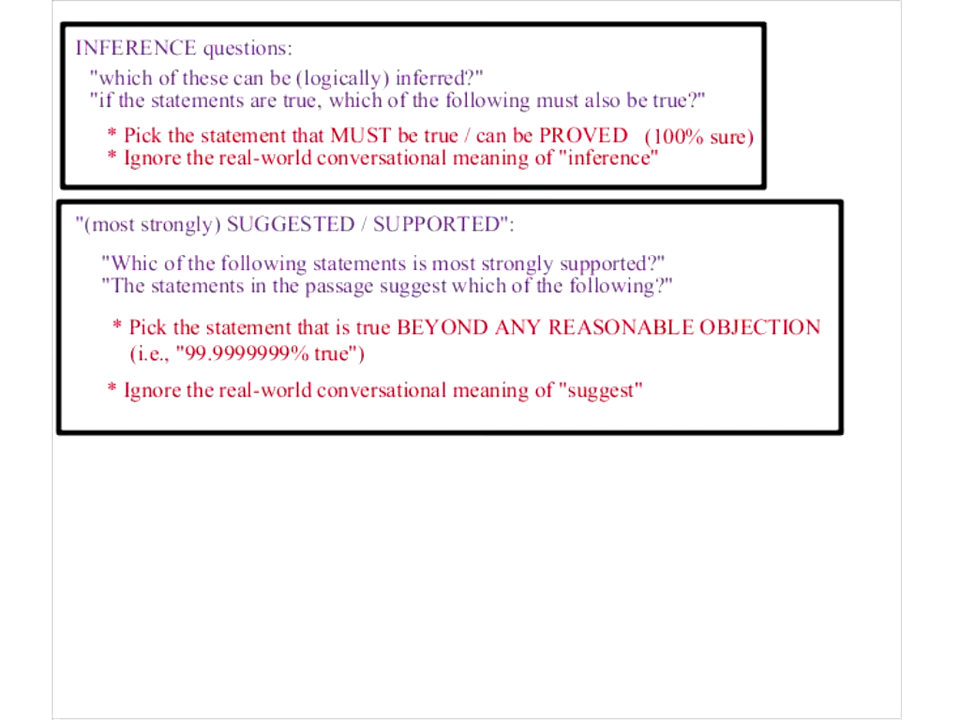 INFERENCE questions:
"which of these can be (logically) inferred?"
"if the statements are true, which of the following must also be true?"
* Pick the statement that MUST be true / can be PROVED (100% sure)
* Ignore the real-world conversational meaning of "inference"
"(most strongly) SUGGESTED / SUPPORTED":
"Whic of the following statements is most strongly supported?"
"The statements in the passage suggest which of the following?"
* Pick the statement that is true BEYOND ANY REASONABLE OBJECTION
(i.e., "99.9999999% true")
* Ignore the real-world conversational meaning of "suggest"